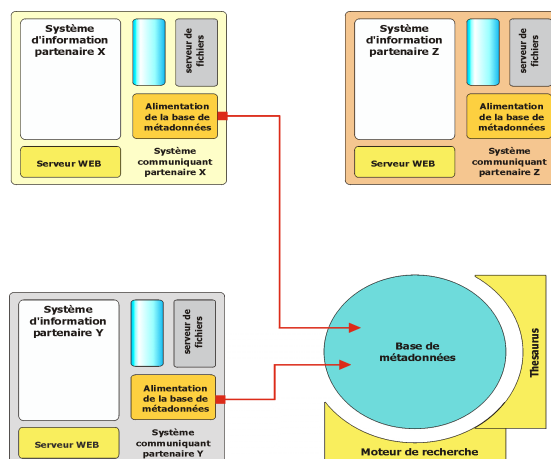 Système
d'information
partenaire X
serveur de
fichiers
Alimentation
de la base de
métadonnées
Serveur WEB
Système
communiquant
partenaire X
Système
d'information
partenaire Z
serveur de
fichiers
Alimentation
de la base de
métadonnées
Serveur WEB
Système
communiquant
partenaire Z
Système
d'information
partenaire Y
serveur de
fichiers
Alimentation
de la base de
métadonnées
Serveur WEB
Système
communiquant
partenaire Y
Base de
métadonnées
Thesaurus
Moteur de recherche